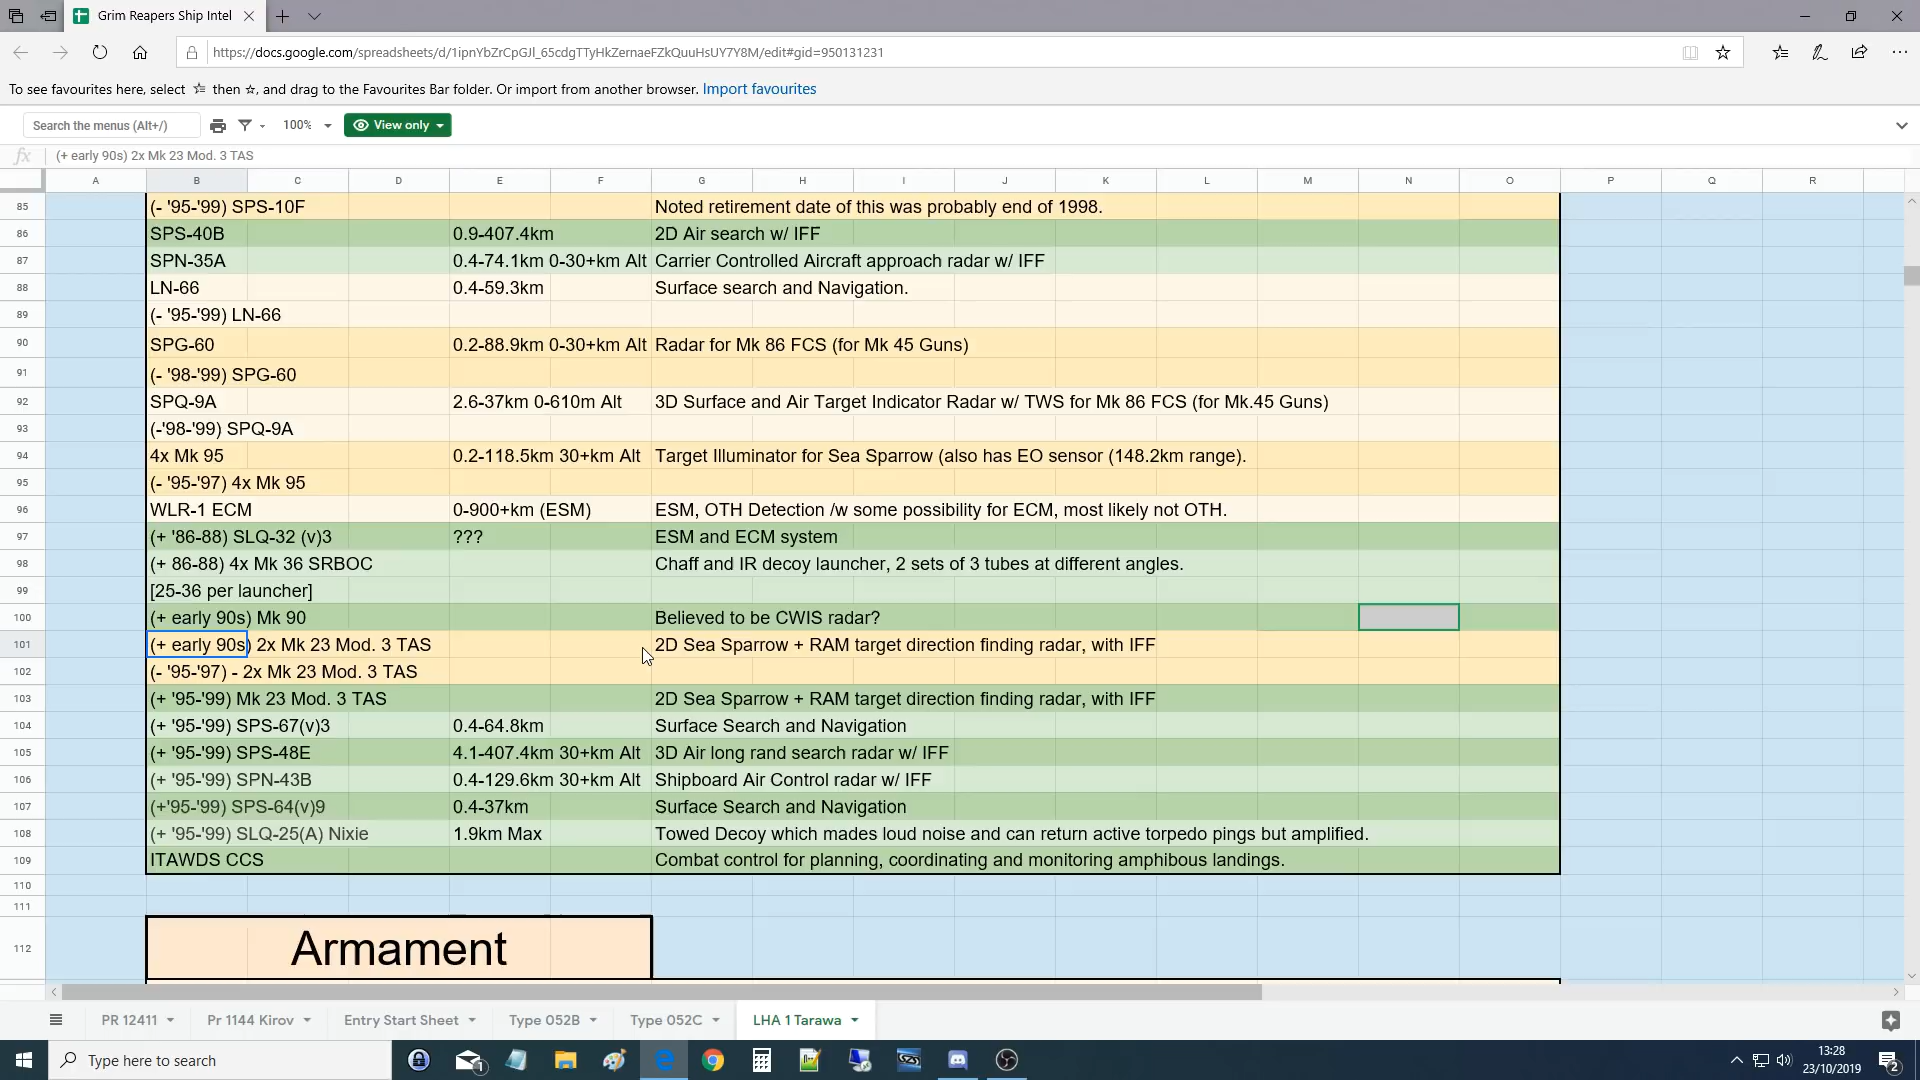 Grim Reapers Ship Intel
https://docs.google.com/spreadsheets/d/1ipnYbZrCpGJl_65cdgTTyHkZernaeFZkQuuHsUY7Y8M/edit#gid=950131231
To see favourites here, select ☆ then ☆, and drag to the Favourites Bar folder. Or import from another browser. Import favourites
Search the menus (Alt+/) 100% View only
fx (+ early 90s) 2x Mk 23 Mod. 3 TAS
A B C D E F G H I J K L M N O P Q R
85 (- '95-'99) SPS-10F Noted retirement date of this was probably end of 1998.
86 SPS-40B 0.9-407.4km 2D Air search w/ IFF
87 SPN-35A 0.4-74.1km 0-30+km Alt Carrier Controlled Aircraft approach radar w/ IFF
88 LN-66 0.4-59.3km Surface search and Navigation.
89 (- '95-'99) LN-66
90 SPG-60 0.2-88.9km 0-30+km Alt Radar for Mk 86 FCS (for Mk 45 Guns)
91 (- '98-'99) SPG-60
92 SPQ-9A 2.6-37km 0-610m Alt 3D Surface and Air Target Indicator Radar w/ TWS for Mk 86 FCS (for Mk.45 Guns)
93 (-'98-'99) SPQ-9A
94 4x Mk 95 0.2-118.5km 30+km Alt Target Illuminator for Sea Sparrow (also has EO sensor (148.2km range).
95 (- '95-'97) 4x Mk 95
96 WLR-1 ECM 0-900+km (ESM) ESM, OTH Detection /w some possibility for ECM, most likely not OTH.
97 (+ '86-88) SLQ-32 (v)3 ??? ESM and ECM system
98 (+ 86-88) 4x Mk 36 SRBOC Chaff and IR decoy launcher, 2 sets of 3 tubes at different angles.
99 [25-36 per launcher]
100 (+ early 90s) Mk 90 Believed to be CWIS radar?
101 (+ early 90s) 2x Mk 23 Mod. 3 TAS 2D Sea Sparrow + RAM target direction finding radar, with IFF
102 (- '95-'97) - 2x Mk 23 Mod. 3 TAS
103 (+ '95-'99) Mk 23 Mod. 3 TAS 2D Sea Sparrow + RAM target direction finding radar, with IFF
104 (+ '95-'99) SPS-67(v)3 0.4-64.8km Surface Search and Navigation
105 (+ '95-'99) SPS-48E 4.1-407.4km 30+km Alt 3D Air long rand search radar w/ IFF
106 (+ '95-'99) SPN-43B 0.4-129.6km 30+km Alt Shipboard Air Control radar w/ IFF
107 (+'95-'99) SPS-64(v)9 0.4-37km Surface Search and Navigation
108 (+ '95-'99) SLQ-25(A) Nixie 1.9km Max Towed Decoy which mades loud noise and can return active torpedo pings but amplified.
109 ITAWDS CCS Combat control for planning, coordinating and monitoring amphibous landings.
110
111
112 Armament
PR 12411 Pr 1144 Kirov Entry Start Sheet Type 052B Type 052C LHA 1 Tarawa
Type here to search 1 13:28
23/10/2019 2